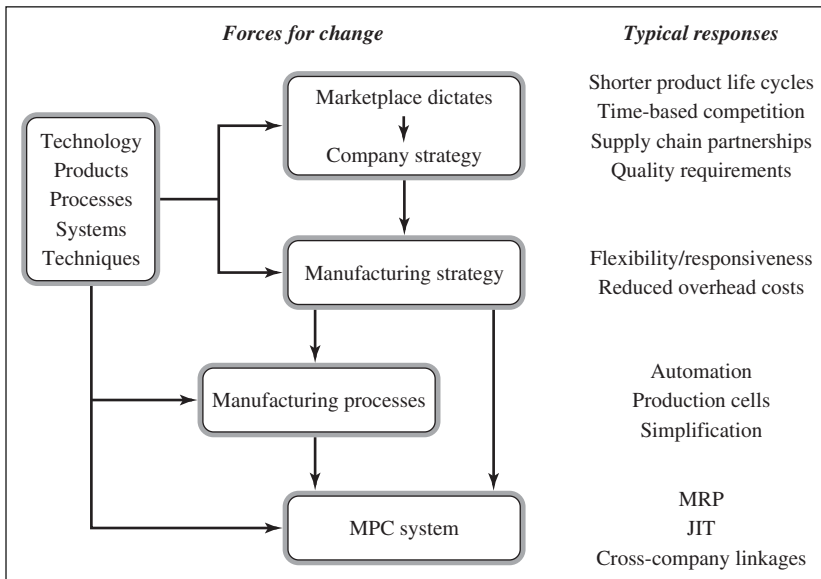 Forces for change
Typical responses
Technology
Products
Processes
Systems
Techniques
Marketplace dictates
Company strategy
Shorter product life cycles
Time-based competition
Supply chain partnerships
Quality requirements
Manufacturing strategy
Flexibility/responsiveness
Reduced overhead costs
Manufacturing processes
Automation
Production cells
Simplification
MPC system
MRP
JIT
Cross-company linkages